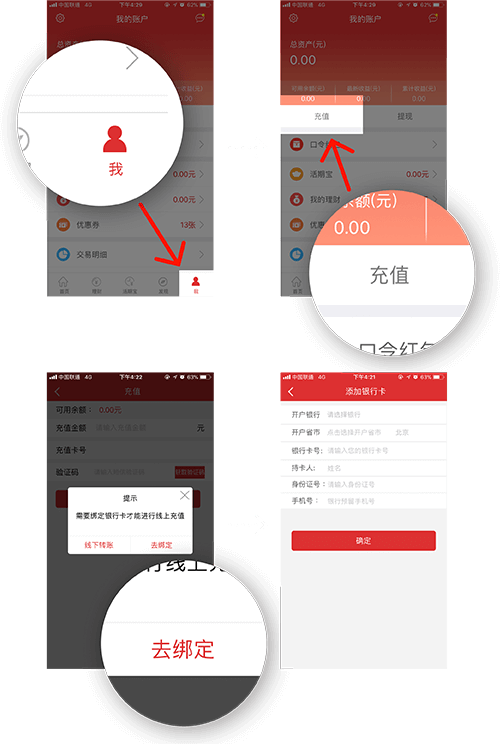 中国联通 4G 下午4:20 62%
我的账户
总资产(元)
我
0.00元
0.00元
优惠券 13张
交易明细
首页 理财 活期宝 发现 我
中国联通 4G 下午4:20 62%
我的账户
总资产(元)
0.00
可用余额(元) 最新收益(元) 累计收益(元)
0.00 0.00 0.00
充值 提现
口令
活期宝 0.00元
我的理财
优惠
交易
首页
余额(元)
0.00
充值
口令红包
中国联通 4G 下午4:22 63%
充值
可用余额： 0.00元
充值金额 请输入充值金额 元
充值卡号
验证码 获取验证码
提示
需要绑定银行卡才能进行线上充值
线下转账 去绑定
行线上充
去绑定
中国联通 4G 下午4:21 63%
添加银行卡
开户银行 请选择银行
开户省市 点击选择开户省市 北京
银行卡号： 请输入您的银行卡号
持卡人： 姓名
身份证号： 请输入身份证号
手机号： 银行预留手机号
确定